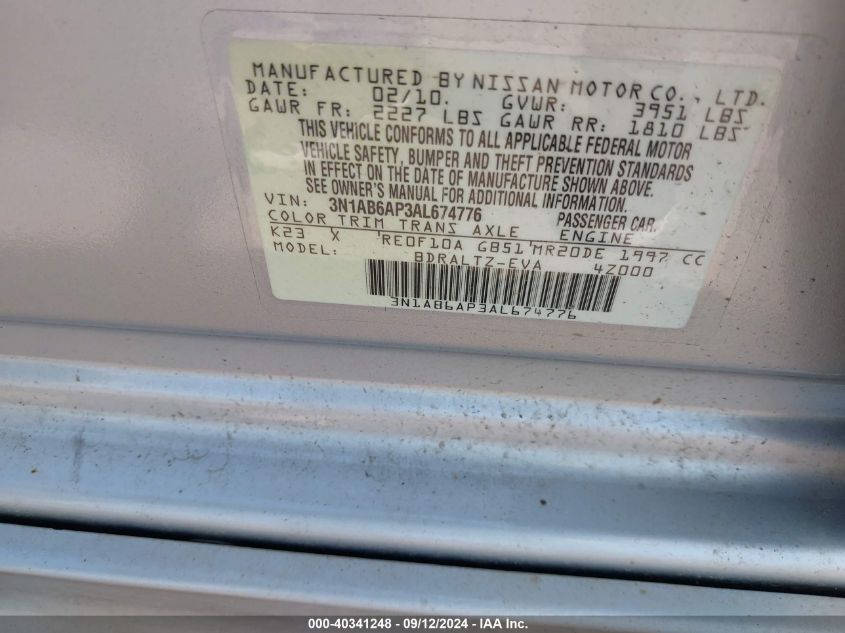 MANUFACTURED BY NISSAN MOTOR CO., LTD.
DATE: 02/10. GVWR: 3951 LBS
GAWR FR: 2227 LBS GAWR RR: 1810 LBS
THIS VEHICLE CONFORMS TO ALL APPLICABLE FEDERAL MOTOR
VEHICLE SAFETY, BUMPER AND THEFT PREVENTION STANDARDS
IN EFFECT ON THE DATE OF MANUFACTURE SHOWN ABOVE.
SEE OWNER'S MANUAL FOR ADDITIONAL INFORMATION.
VIN: 3N1AB6AP3AL674776 PASSENGER CAR
COLOR TRIM TRANS AXLE ENGINE
K23 X RE0F10A GB51 MR20DE 1997 CC
MODEL: BDRALTZ-EVA 4Z000
3N1AB6AP3AL674776
000-40341248 - 09/12/2024 - IAA Inc.